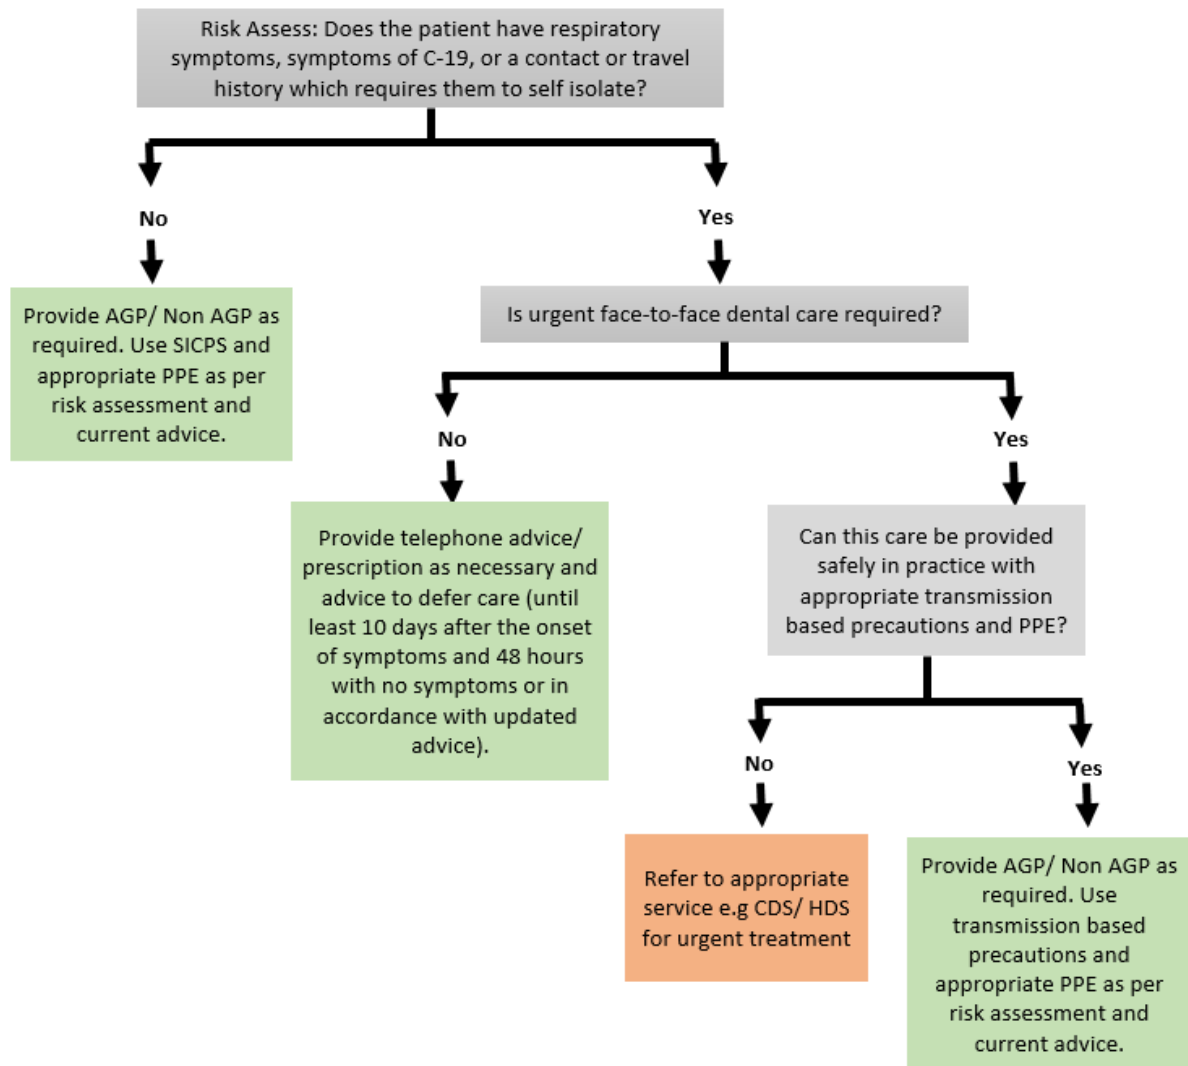 Risk Assess: Does the patient have respiratory
symptoms, symptoms of C-19, or a contact or travel
history which requires them to self isolate?
No
Yes
Provide AGP/ Non AGP as
required. Use SICPS and
appropriate PPE as per
risk assessment and
current advice.
Is urgent face-to-face dental care required?
No
Yes
Provide telephone advice/
prescription as necessary and
advice to defer care (until
least 10 days after the onset
of symptoms and 48 hours
with no symptoms or in
accordance with updated
advice).
Can this care be provided
safely in practice with
appropriate transmission
based precautions and PPE?
No
Yes
Refer to appropriate
service e.g CDS/ HDS
for urgent treatment
Provide AGP/ Non AGP as
required. Use
transmission based
precautions and
appropriate PPE as per
risk assessment and
current advice.